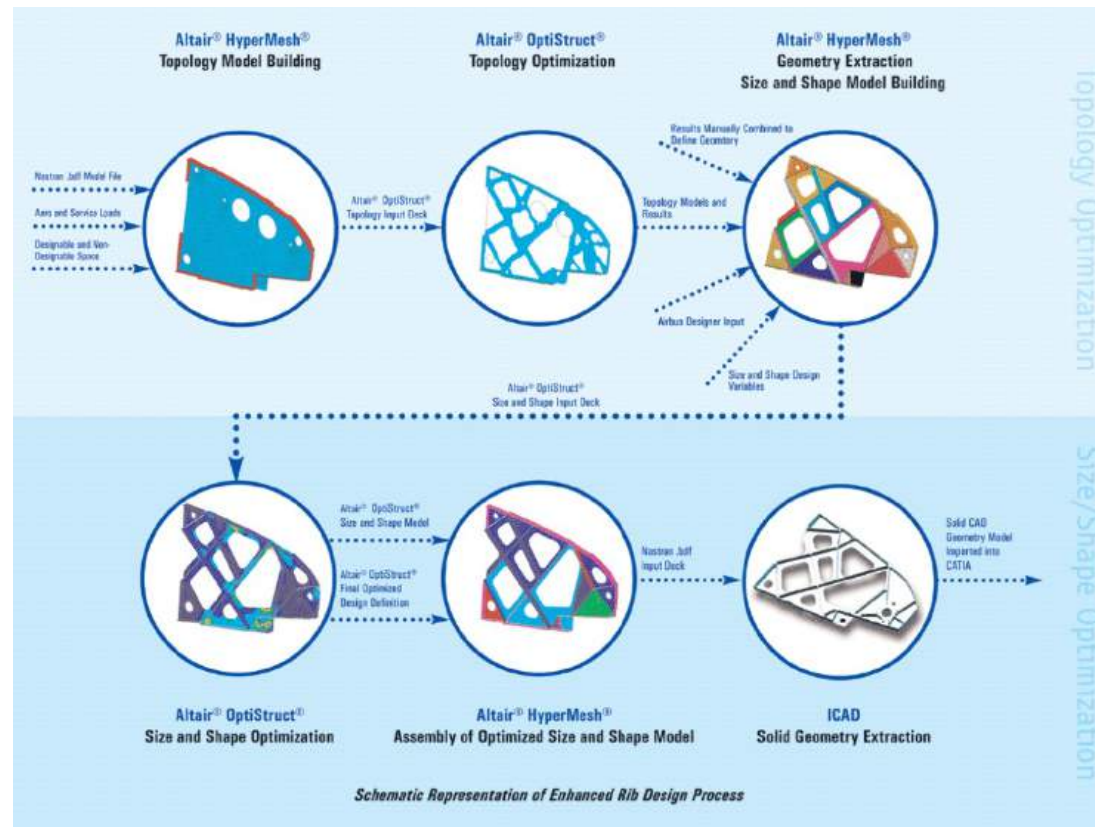 Altair® HyperMesh®
Topology Model Building
Altair® OptiStruct®
Topology Optimization
Altair® HyperMesh®
Geometry Extraction
Size and Shape Model Building
Results Manually Combined to
Define Geometry
Nastran .bdf Model File
Aero and Service Loads
Designable and Non-
Designable Space
Altair® OptiStruct®
Topology Input Deck
Topology Models and
Results
Airbus Designer Input
Size and Shape Design
Variables
Topology Optimization
Altair® OptiStruct®
Size and Shape Input Deck
Altair® OptiStruct®
Size and Shape Model
Altair® OptiStruct®
Final Optimized
Design Definition
Nastran .bdf
Input Deck
Solid CAD
Geometry Model
Imported into
CATIA
Size/Shape Optimization
Altair® OptiStruct®
Size and Shape Optimization
Altair® HyperMesh®
Assembly of Optimized Size and Shape Model
ICAD
Solid Geometry Extraction
Schematic Representation of Enhanced Rib Design Process